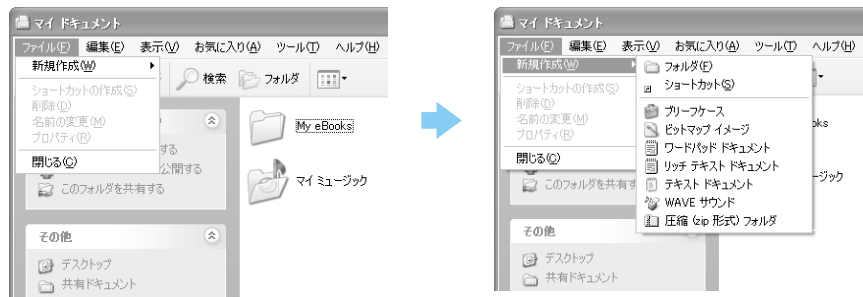 マイ ドキュメント
ファイル(F) 編集(E) 表示(V) お気に入り(A) ツール(T) ヘルプ(H)
新規作成(W)
検索 フォルダ
ショートカットの作成(S)
削除(D)
名前の変更(M)
プロパティ(R)
閉じる(C)
する
公開する
このフォルダを共有する
その他
デスクトップ
共有ドキュメント
My eBooks
マイ ミュージック
マイ ドキュメント
ファイル(F) 編集(E) 表示(V) お気に入り(A) ツール(T) ヘルプ(H)
新規作成(W)
ショートカットの作成(S)
削除(D)
名前の変更(M)
プロパティ(R)
閉じる(C)
フォルダ(F)
ショートカット(S)
ブリーフケース
ビットマップ イメージ
ワードパッド ドキュメント
リッチ テキスト ドキュメント
テキスト ドキュメント
WAVE サウンド
圧縮 (zip 形式) フォルダ
oks
ージック
このフォルダを共有す
その他
デスクトップ
共有ドキュメント